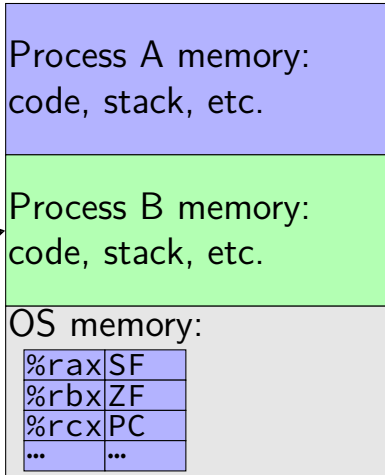 Process A memory:
code, stack, etc.
Process B memory:
code, stack, etc.
OS memory:
%rax SF
%rbx ZF
%rcx PC
… …